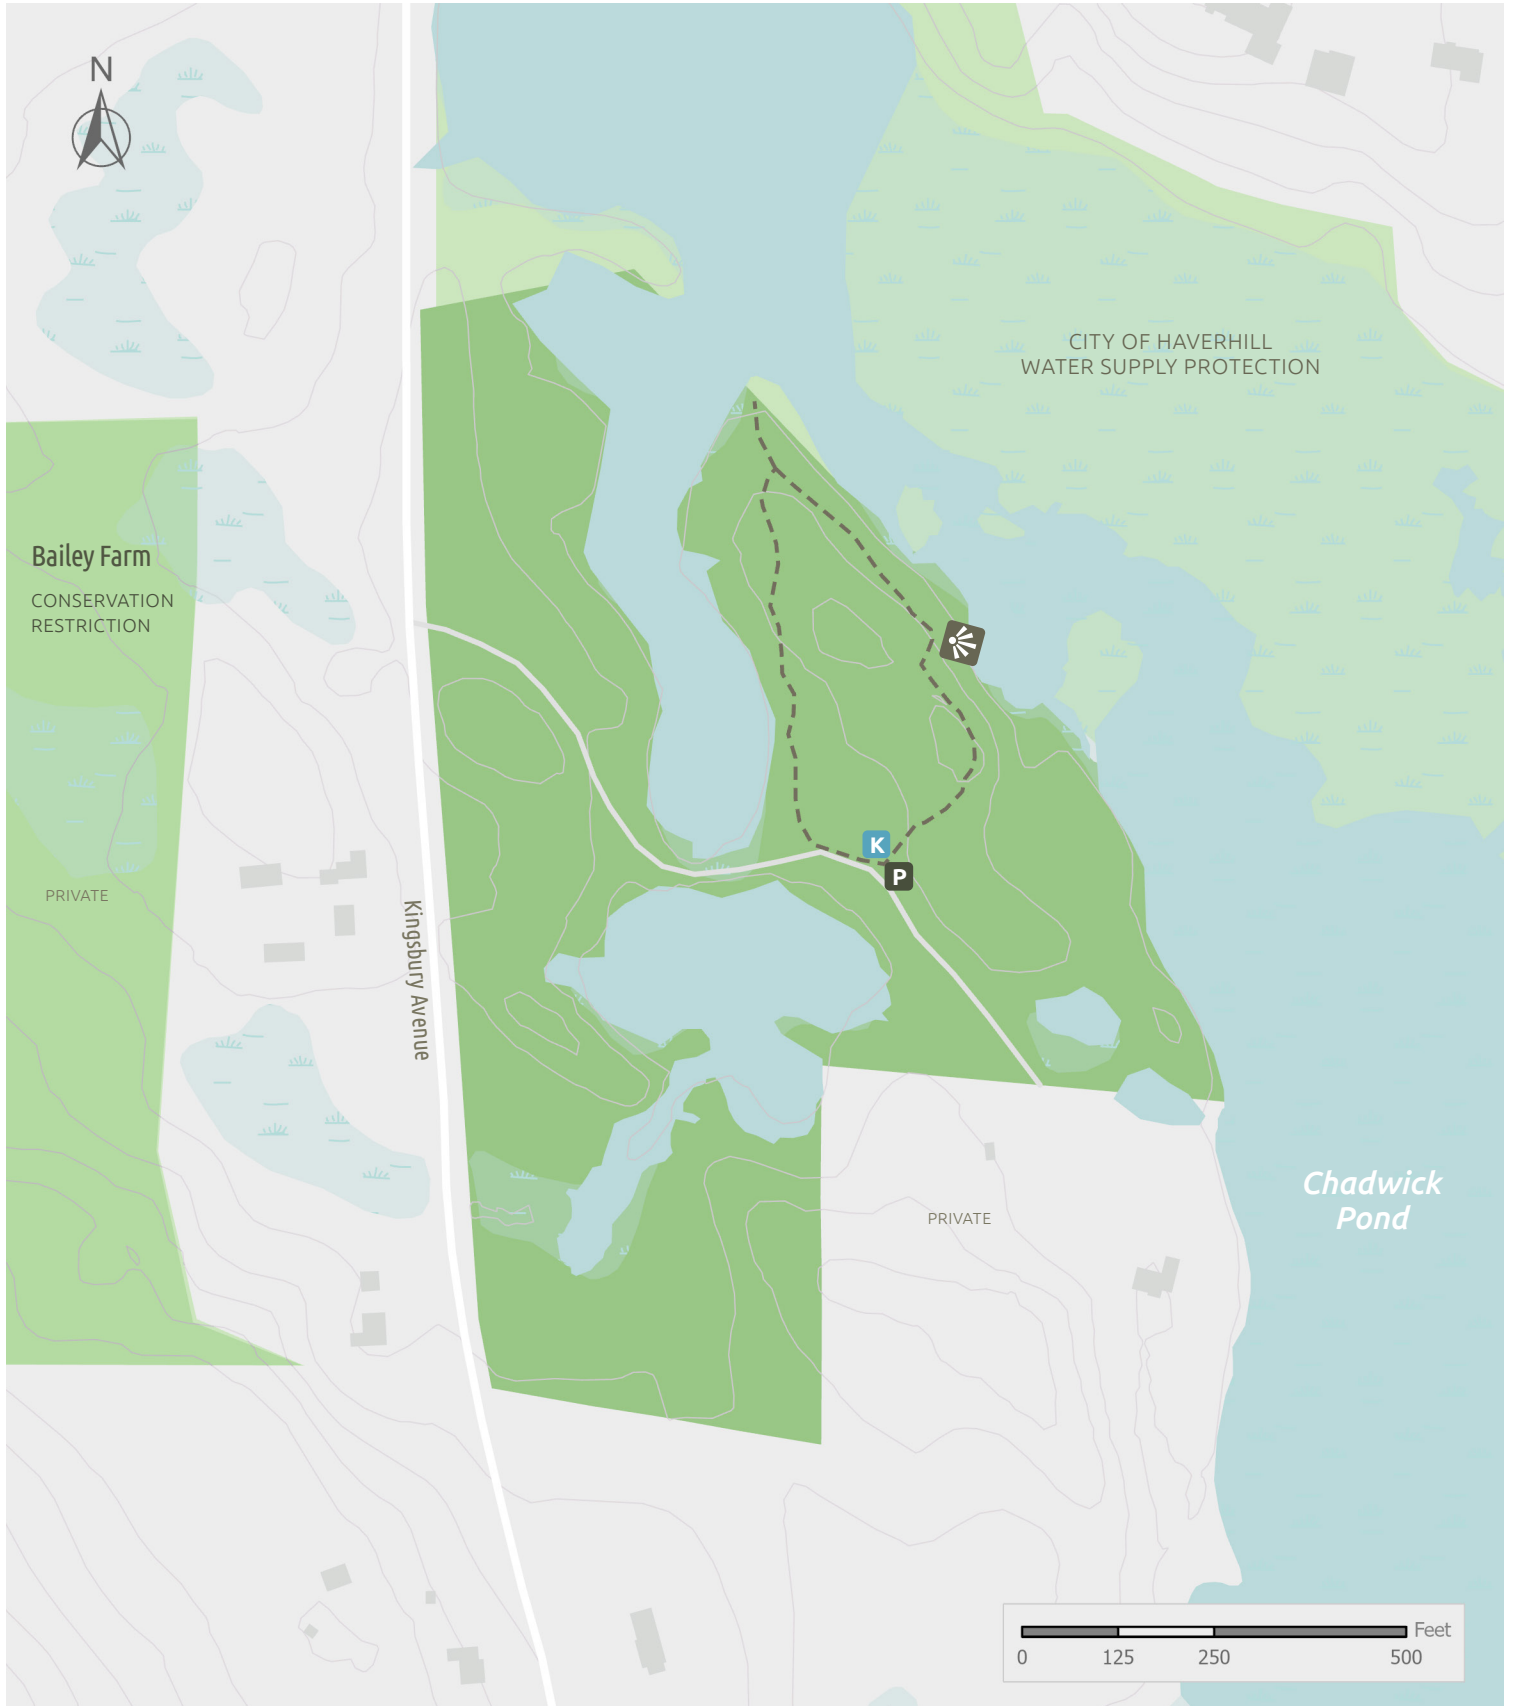 N
CITY OF HAVERHILL
WATER SUPPLY PROTECTION
Bailey Farm
CONSERVATION
RESTRICTION
PRIVATE
Kingsbury Avenue
K
P
Chadwick
Pond
PRIVATE
Feet
0 125 250 500